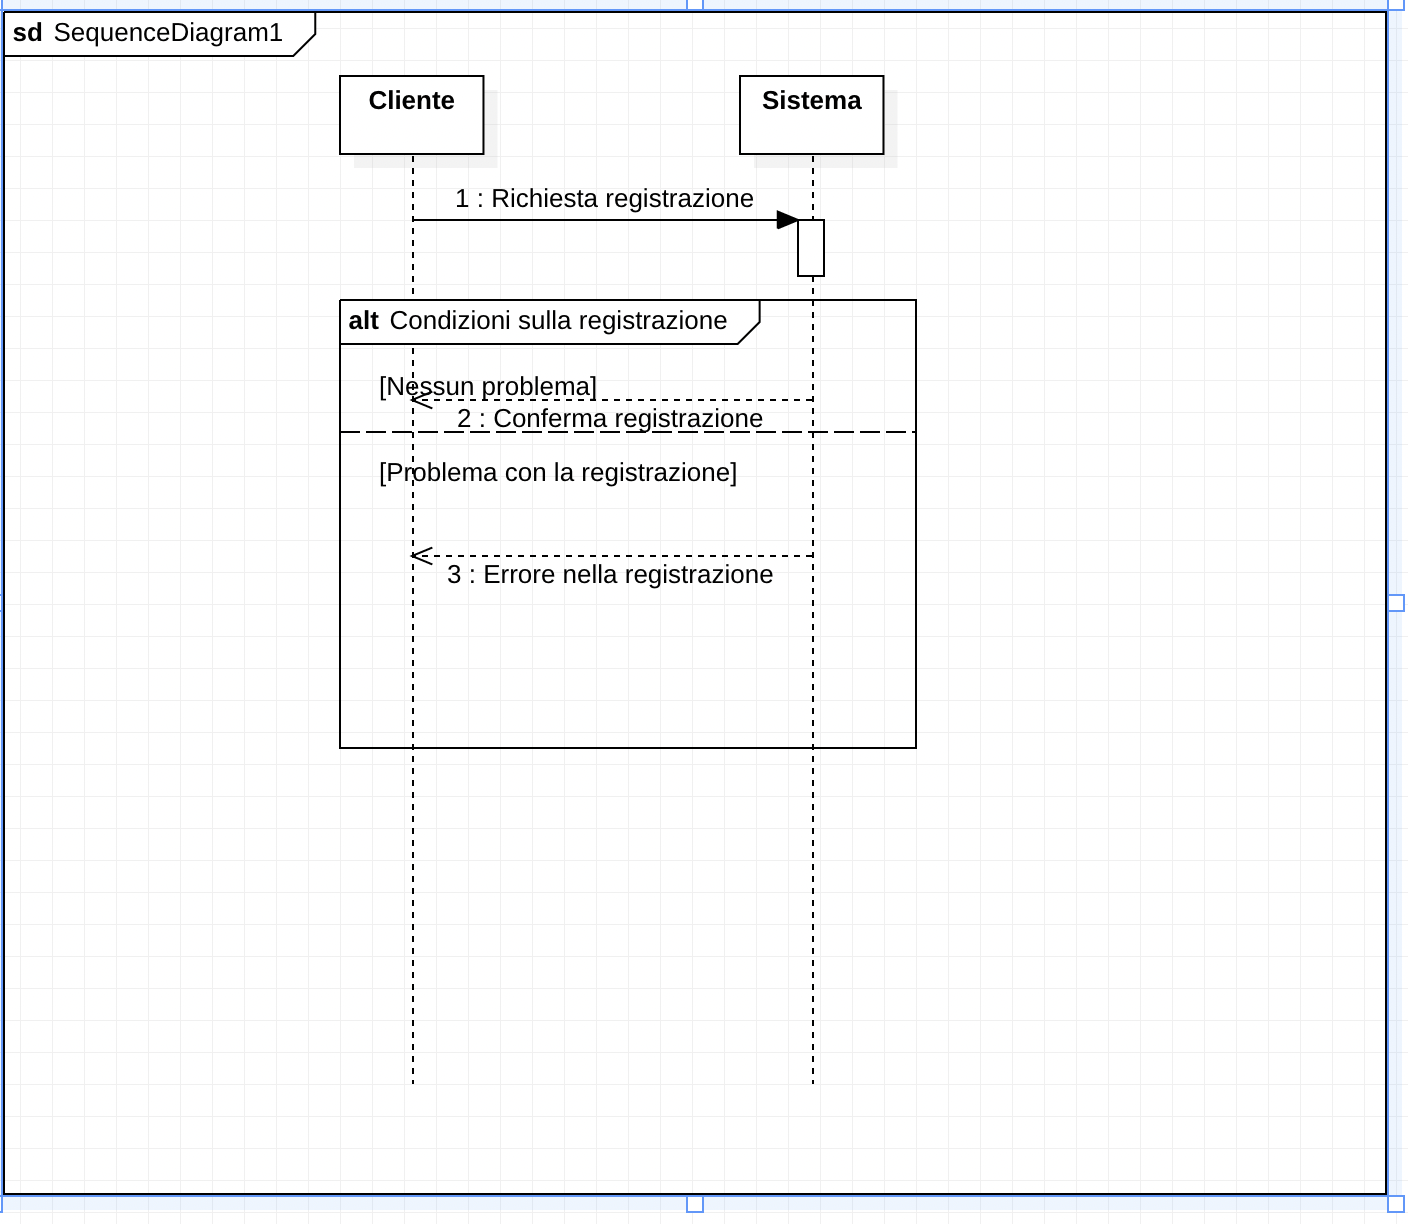 sd SequenceDiagram1
Cliente
Sistema
1 : Richiesta registrazione
alt Condizioni sulla registrazione
[Nessun problema]
2 : Conferma registrazione
[Problema con la registrazione]
3 : Errore nella registrazione